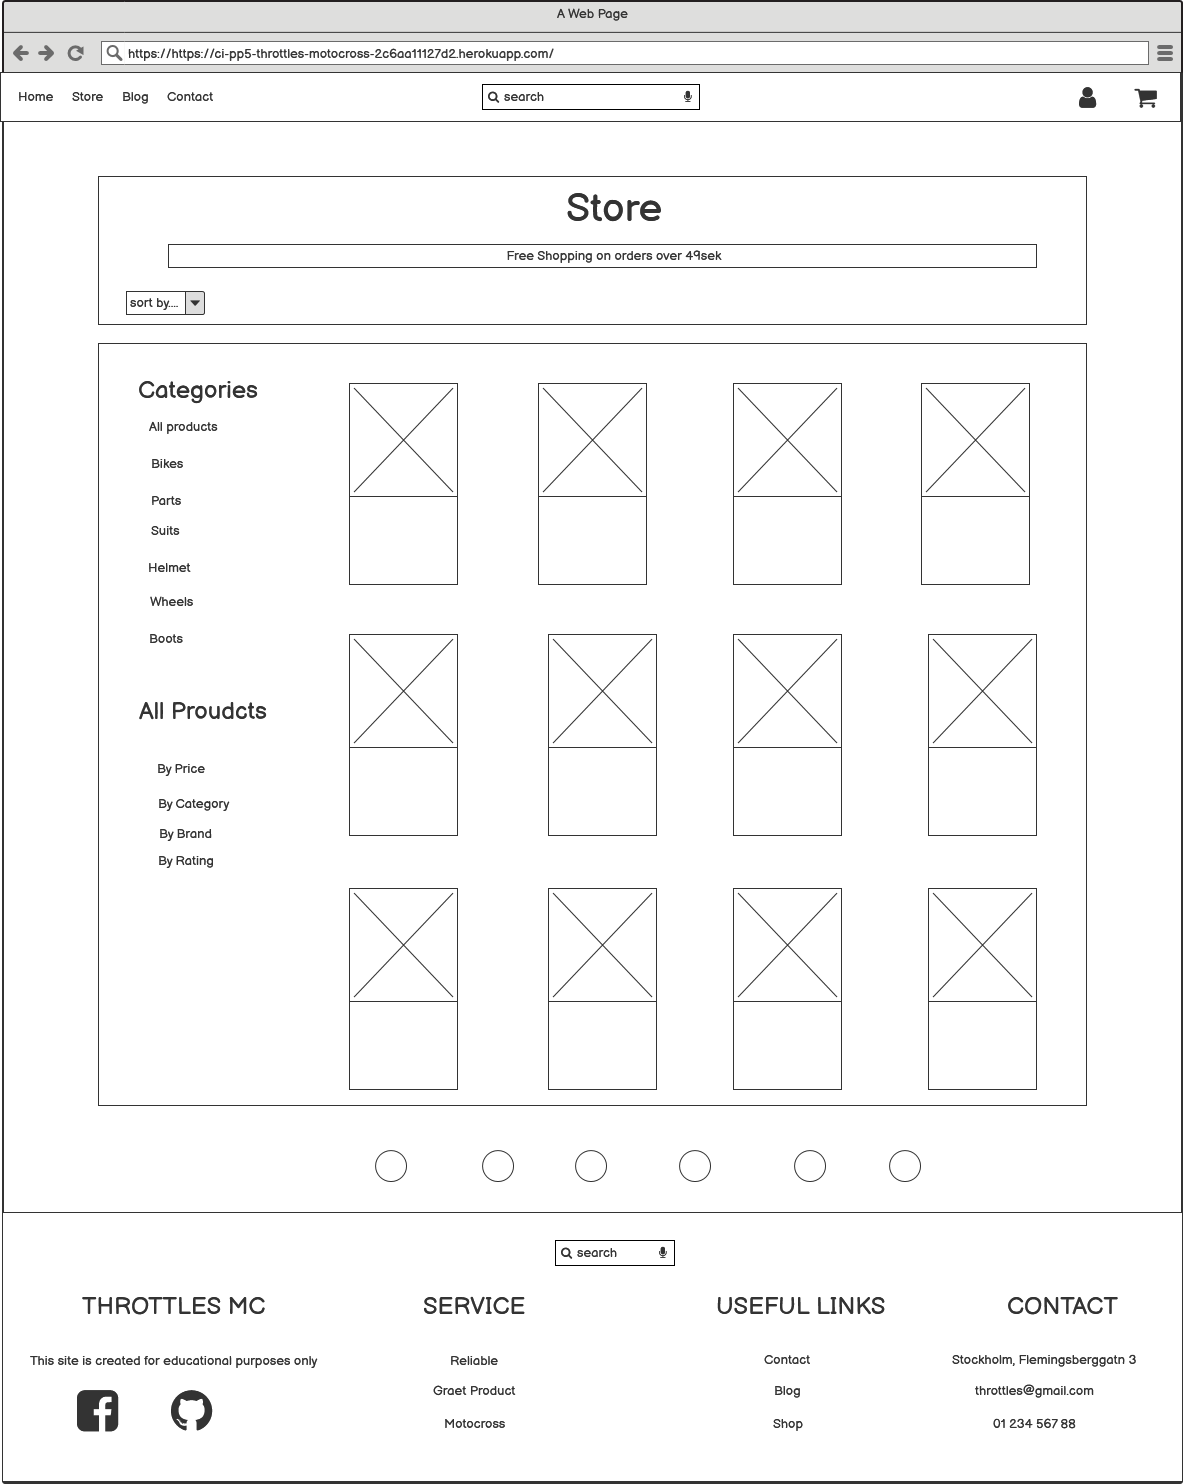 A Web Page
https://https://ci-pp5-throttles-motocross-2c6aa11127d2.herokuapp.com/
Home Store Blog Contact search
Store
Free Shopping on orders over 49sek
sort by....
Categories
All products
Bikes
Parts
Suits
Helmet
Wheels
Boots
All Proudcts
By Price
By Category
By Brand
By Rating
search
THROTTLES MC
This site is created for educational purposes only
SERVICE
Reliable
Graet Product
Motocross
USEFUL LINKS
Contact
Blog
Shop
CONTACT
Stockholm, Flemingsberggatn 3
throttles@gmail.com
01 234 567 88